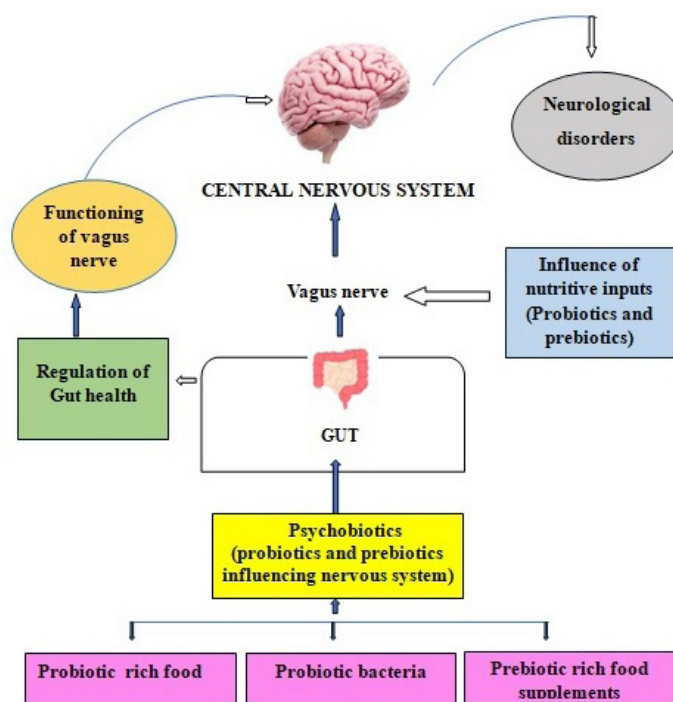 Neurological
disorders
CENTRAL NERVOUS SYSTEM
Functioning
of vagus
nerve
Vagus nerve
Influence of
nutritive inputs
(Probiotics and
prebiotics)
Regulation of
Gut health
GUT
Psychobiotics
(probiotics and prebiotics
influencing nervous system)
Probiotic rich food
Probiotic bacteria
Prebiotic rich food
supplements